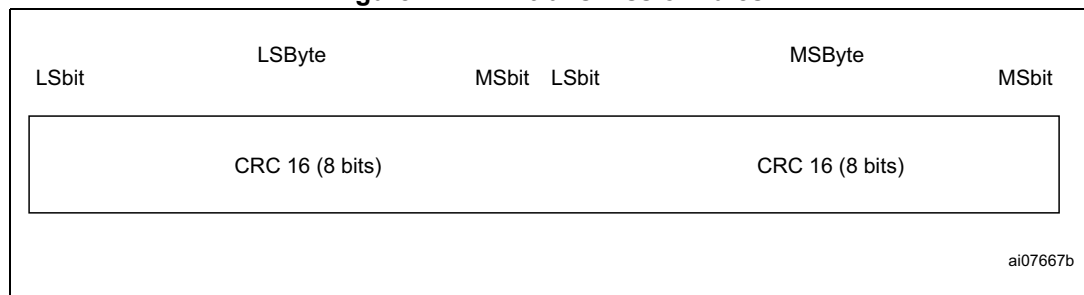 LSByte MSByte
LSbit MSbit LSbit MSbit
CRC 16 (8 bits) CRC 16 (8 bits)
ai07667b